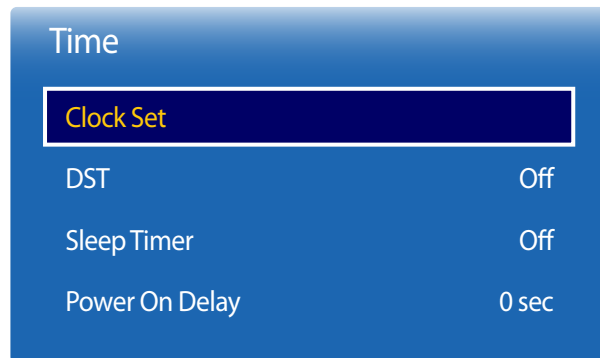 Time
Clock Set
DST Off
Sleep Timer Off
Power On Delay 0 sec